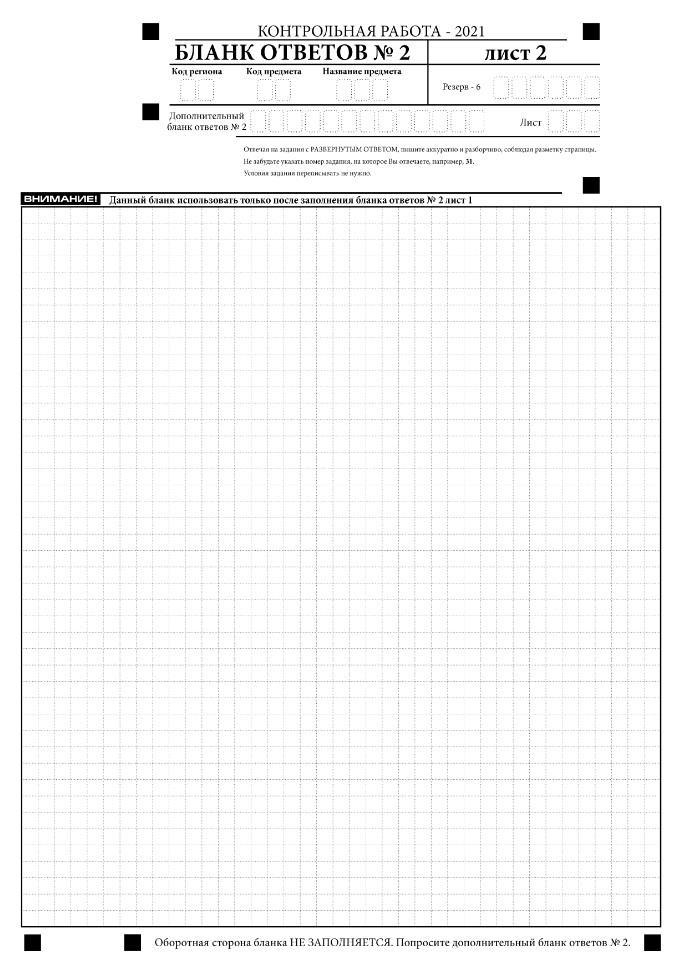 КОНТРОЛЬНАЯ РАБОТА - 2021
БЛАНК ОТВЕТОВ № 2 лист 2
Код региона Код предмета Название предмета
Резерв - 6
Дополнительный
бланк ответов № 2
Лист
Отвечая на задания с РАЗВЕРНУТЫМ ОТВЕТОМ, пишите аккуратно и разборчиво, соблюдая разметку страницы.
Не забудьте указать номер задания, на которое Вы отвечаете, например, 31.
Условия задания переписывать не нужно.
ВНИМАНИЕ! Данный бланк использовать только после заполнения бланка ответов № 2 лист 1
Оборотная сторона бланка НЕ ЗАПОЛНЯЕТСЯ. Попросите дополнительный бланк ответов № 2.